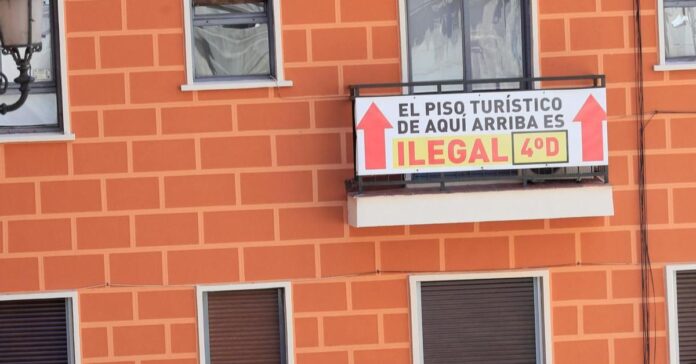 EL PISO TURÍSTICO
DE AQUÍ ARRIBA ES
ILEGAL 4ºD